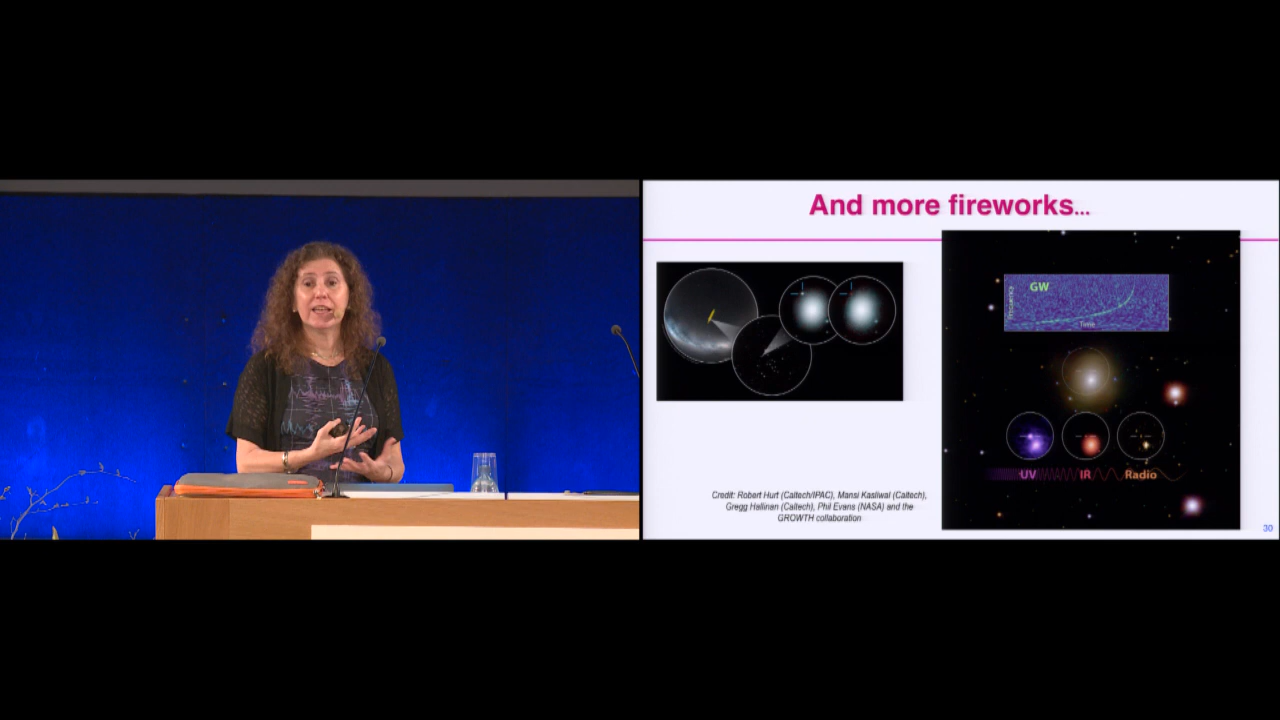 And more fireworks...
GW
Frequency
Time
UV
IR
Radio
Credit: Robert Hurt (Caltech/IPAC), Mansi Kasliwal (Caltech),
Gregg Hallinan (Caltech), Phil Evans (NASA) and the
GROWTH collaboration
30